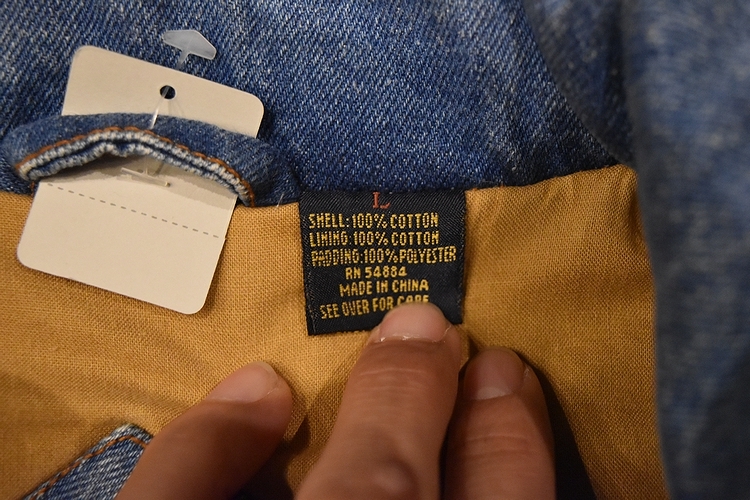 L
SHELL: 100% COTTON
LINING: 100% COTTON
PADDING: 100% POLYESTER
RN 54884
MADE IN CHINA
SEE OVER FOR CARE